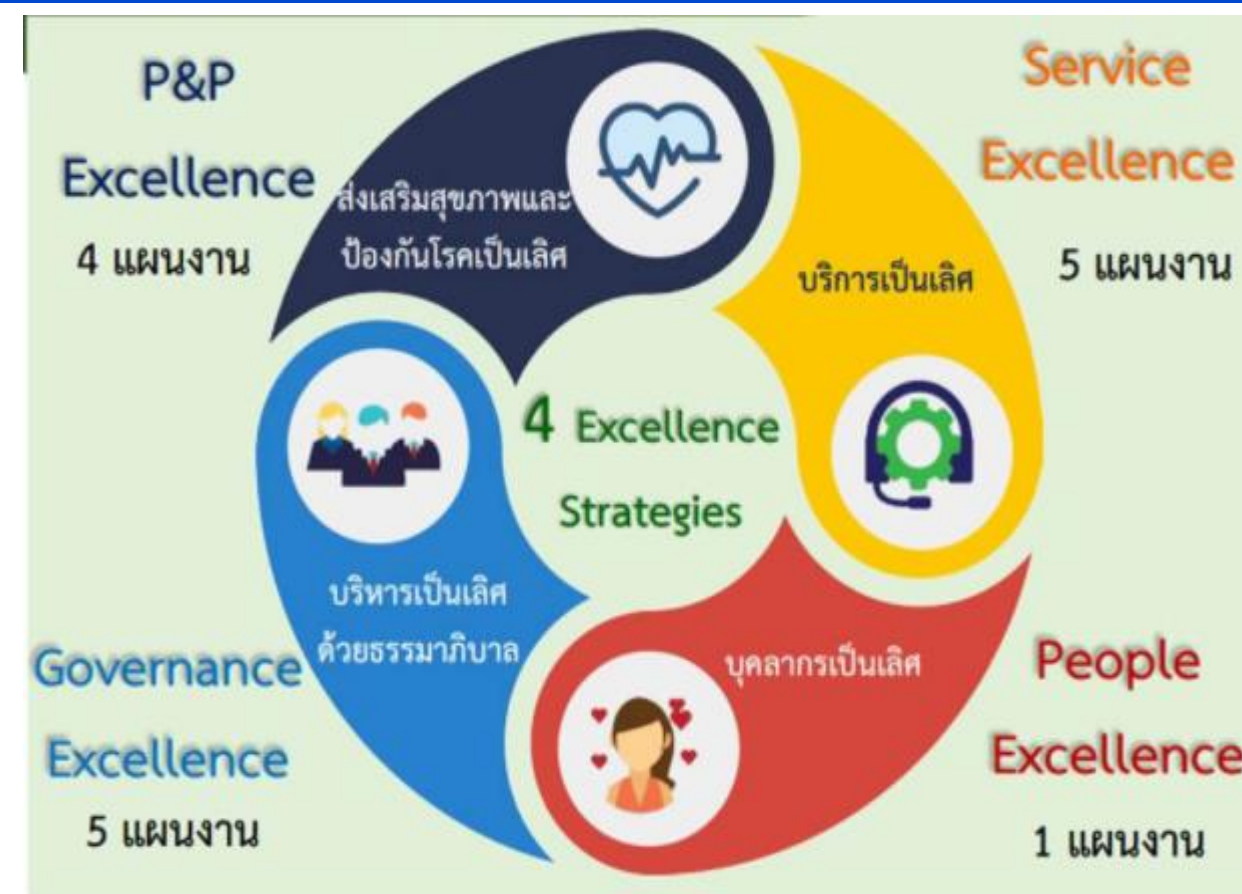 P&P
Excellence
4 แผนงาน
ส่งเสริมสุขภาพและ
ป้องกันโรคเป็นเลิศ
Service
Excellence
5 แผนงาน
บริการเป็นเลิศ
4 Excellence
Strategies
บริหารเป็นเลิศ
ด้วยธรรมาภิบาล
Governance
Excellence
5 แผนงาน
บุคลากรเป็นเลิศ
People
Excellence
1 แผนงาน